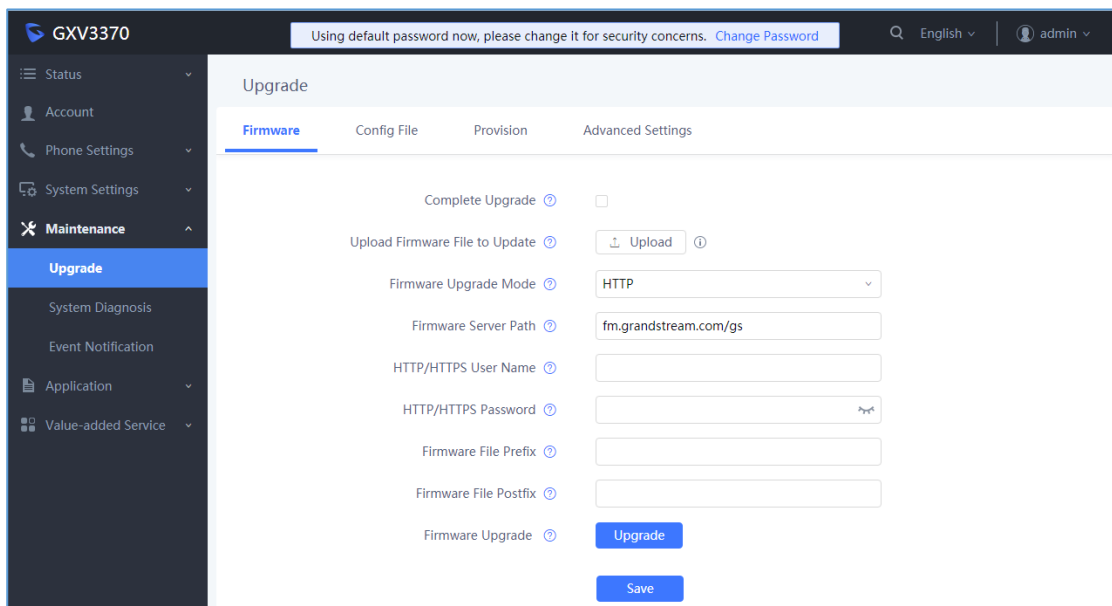 GXV3370
Using default password now, please change it for security concerns. Change Password
English
admin
Status
Account
Phone Settings
System Settings
Maintenance
Upgrade
System Diagnosis
Event Notification
Application
Value-added Service
Upgrade
Firmware Config File Provision Advanced Settings
Complete Upgrade
Upload Firmware File to Update Upload
Firmware Upgrade Mode HTTP
Firmware Server Path fm.grandstream.com/gs
HTTP/HTTPS User Name
HTTP/HTTPS Password
Firmware File Prefix
Firmware File Postfix
Firmware Upgrade Upgrade
Save